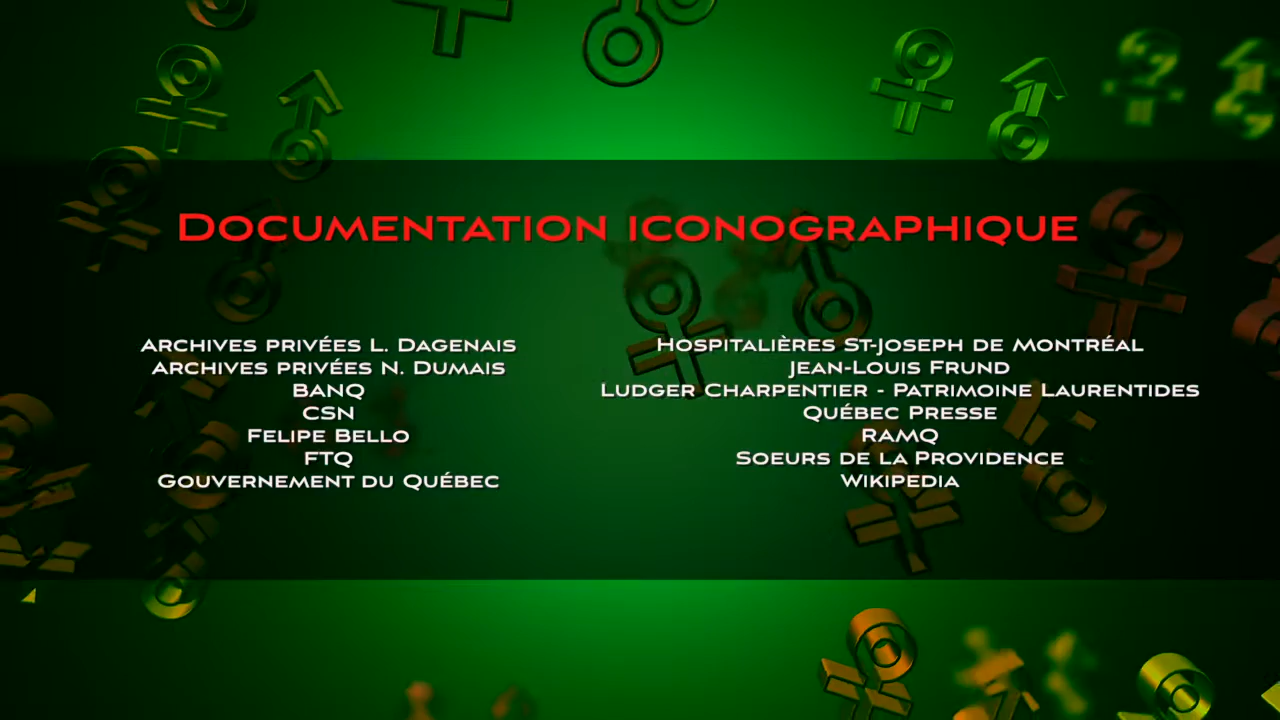 Documentation iconographique
Archives privées L. Dagenais
Archives privées N. Dumais
BANQ
CSN
Felipe Bello
FTQ
Gouvernement du Québec
Hospitalières St-Joseph de Montréal
Jean-Louis Frund
Ludger Charpentier - Patrimoine Laurentides
Québec Presse
RAMQ
Soeurs de la Providence
Wikipedia